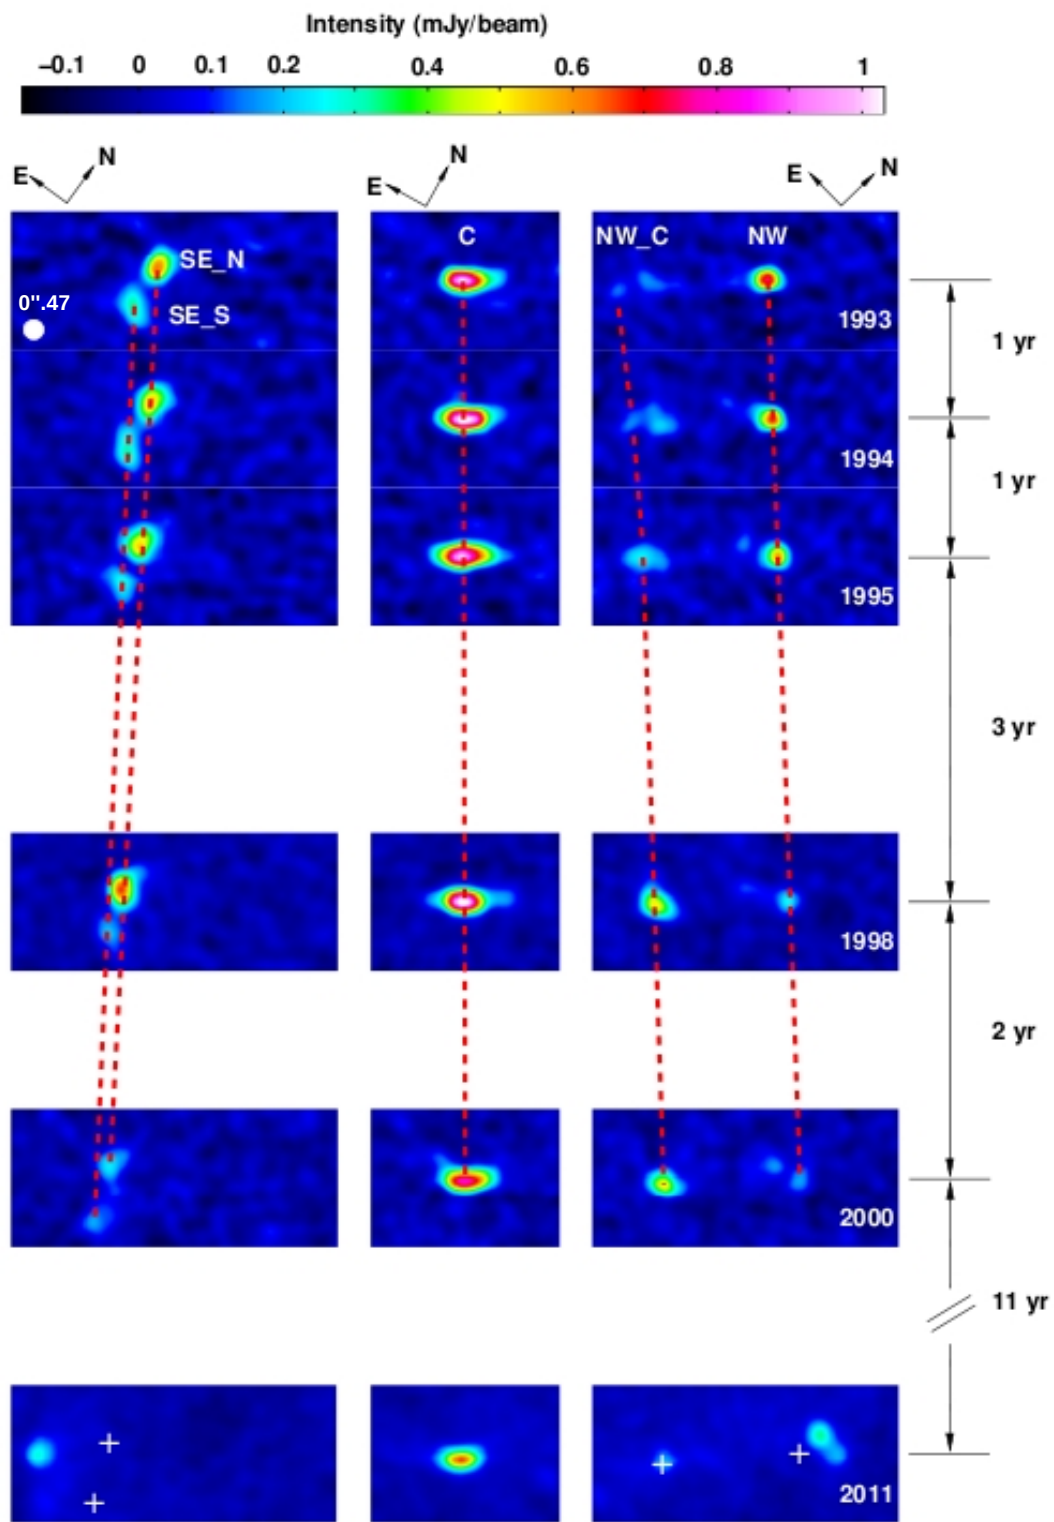 Intensity (mJy/beam)
−0.1 0 0.1 0.2 0.4 0.6 0.8 1
E N E N E N
C NW_C NW
SE_N
0".47
SE_S
1993
1 yr
1994
1 yr
1995
3 yr
1998
2 yr
2000
11 yr
2011